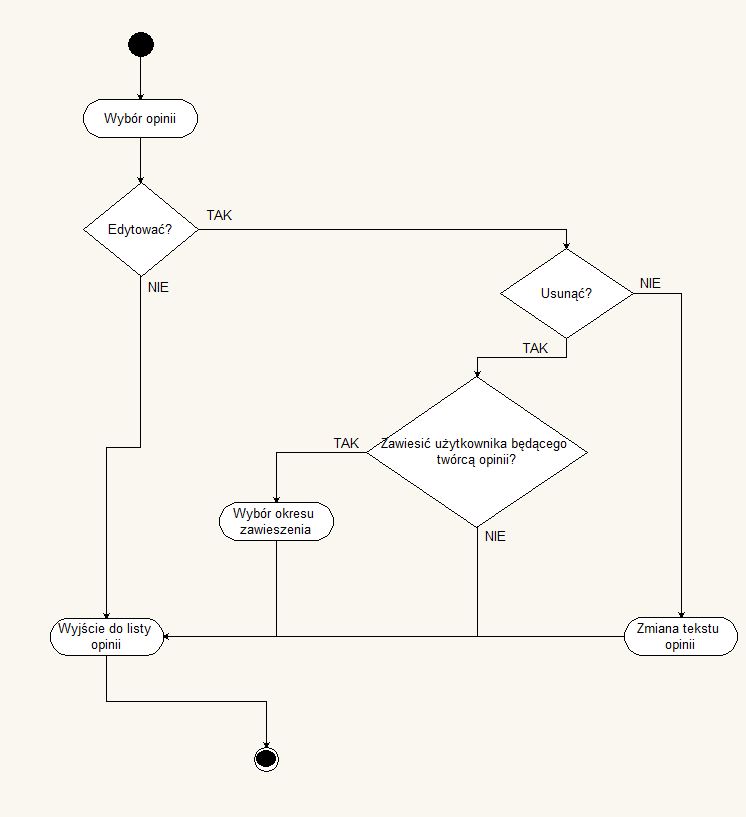 Wybór opinii
Edytować?
TAK
NIE
Usunąć?
NIE
TAK
Zawiesić użytkownika będącego
twórcą opinii?
TAK
NIE
Wybór okresu
zawieszenia
Wyjście do listy
opinii
Zmiana tekstu
opinii